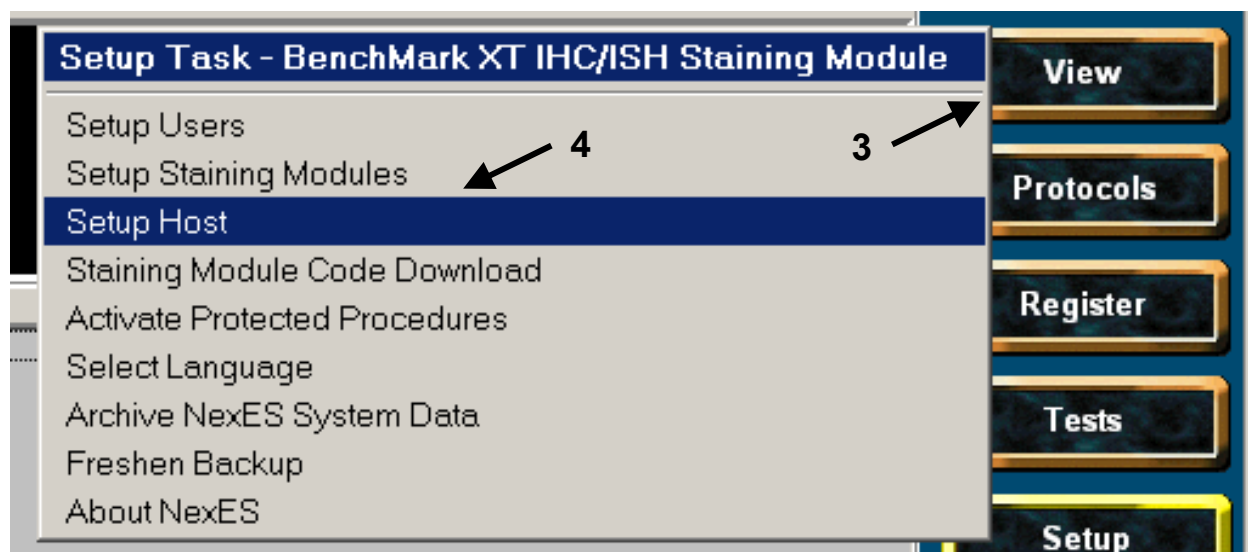 Setup Task - BenchMark XT IHC/ISH Staining Module
Setup Users
Setup Staining Modules
Setup Host
Staining Module Code Download
Activate Protected Procedures
Select Language
Archive NexES System Data
Freshen Backup
About NexES
4
3
View
Protocols
Register
Tests
Setup